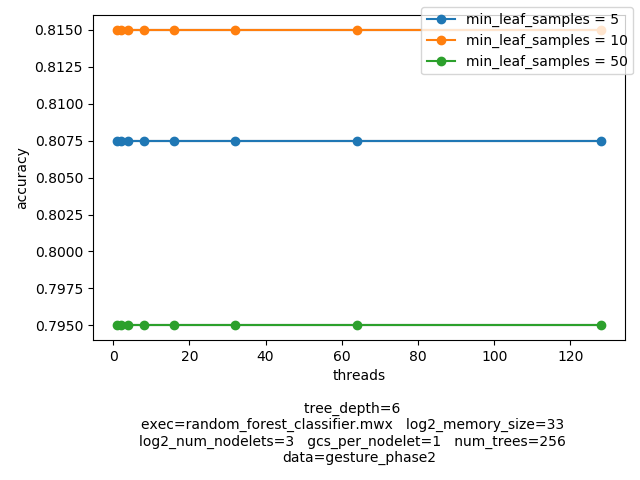 min_leaf_samples = 5
min_leaf_samples = 10
min_leaf_samples = 50
0.8150
0.8125
0.8100
0.8075
0.8050
0.8025
0.8000
0.7975
0.7950
accuracy
0 20 40 60 80 100 120
threads
tree_depth=6
exec=random_forest_classifier.mwx log2_memory_size=33
log2_num_nodelets=3 gcs_per_nodelet=1 num_trees=256
data=gesture_phase2